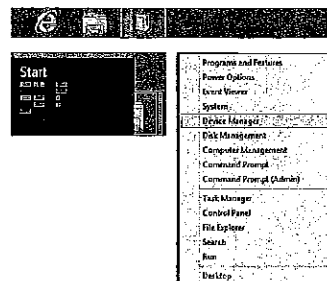 Start
Programs and Features
Power Options
Event Viewer
System
Device Manager
Disk Management
Computer Management
Command Prompt
Command Prompt (Admin)
Task Manager
Control Panel
File Explorer
Search
Run
Desktop